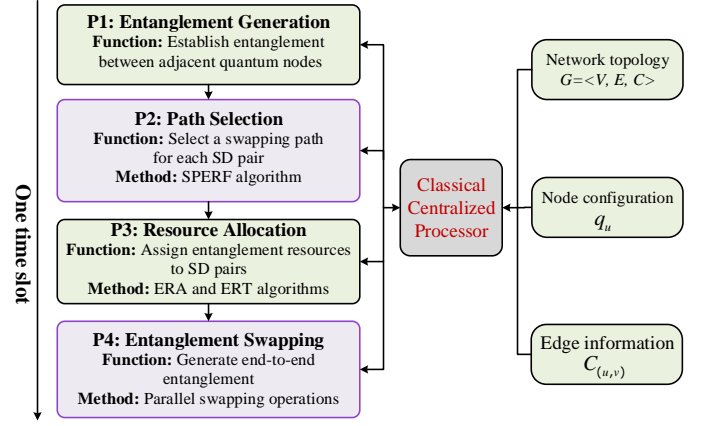 One time slot
P1: Entanglement Generation
Function: Establish entanglement
between adjacent quantum nodes
P2: Path Selection
Function: Select a swapping path
for each SD pair
Method: SPERF algorithm
P3: Resource Allocation
Function: Assign entanglement resources
to SD pairs
Method: ERA and ERT algorithms
P4: Entanglement Swapping
Function: Generate end-to-end
entanglement
Method: Parallel swapping operations
Classical
Centralized
Processor
Network topology
G=<V, E, C>
Node configuration
q_u
Edge information
C_(u,v)